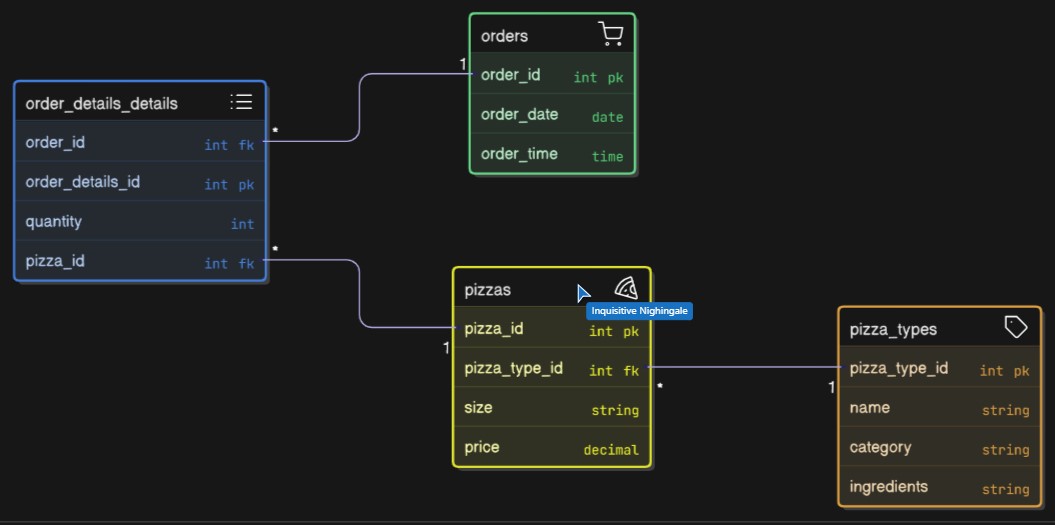 orders
1
order_id int pk
order_date date
order_time time
order_details_details
order_id int fk
*
order_details_id int pk
quantity int
pizza_id int fk
*
pizzas
Inquisitive Nighingale
pizza_id int pk
1
pizza_type_id int fk
*
size string
price decimal
pizza_types
pizza_type_id int pk
1
name string
category string
ingredients string